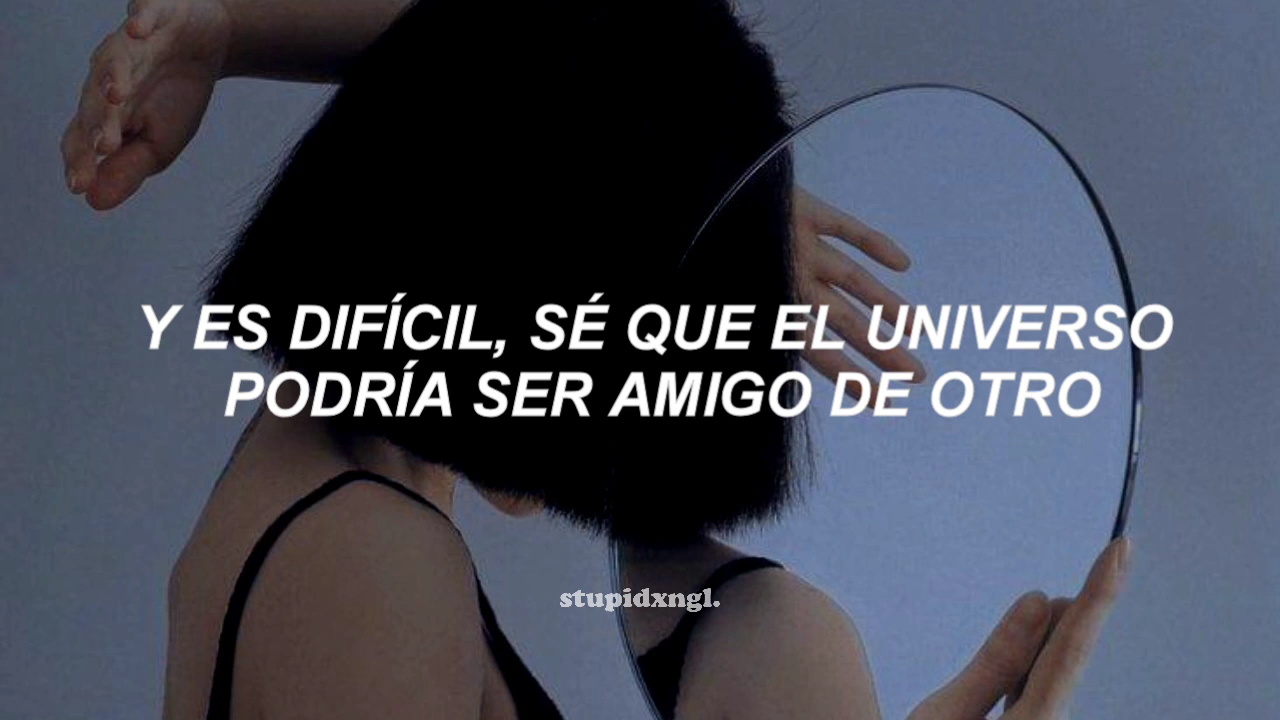 Y ES DIFÍCIL, SÉ QUE EL UNIVERSO
PODRÍA SER AMIGO DE OTRO
stupidxngl.